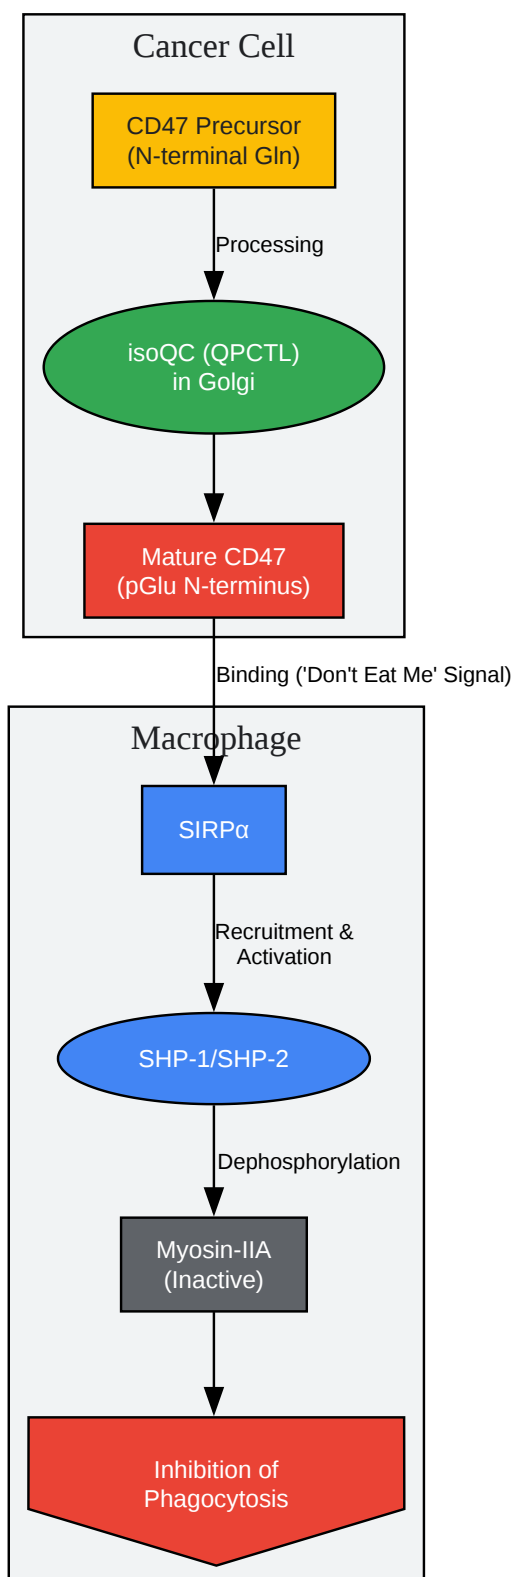 Cancer Cell
CD47 Precursor
(N-terminal Gln)
Processing
isoQC (QPCTL)
in Golgi
Mature CD47
(pGlu N-terminus)
Binding ('Don't Eat Me' Signal)
Macrophage
SIRPα
Recruitment &
Activation
SHP-1/SHP-2
Dephosphorylation
Myosin-IIA
(Inactive)
Inhibition of
Phagocytosis